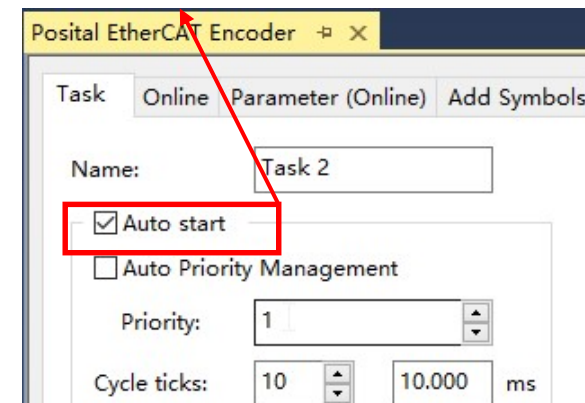 Posital EtherCAT Encoder
Task Online Parameter (Online) Add Symbols
Name: Task 2
Auto start
Auto Priority Management
Priority: 1
Cycle ticks: 10 10.000 ms